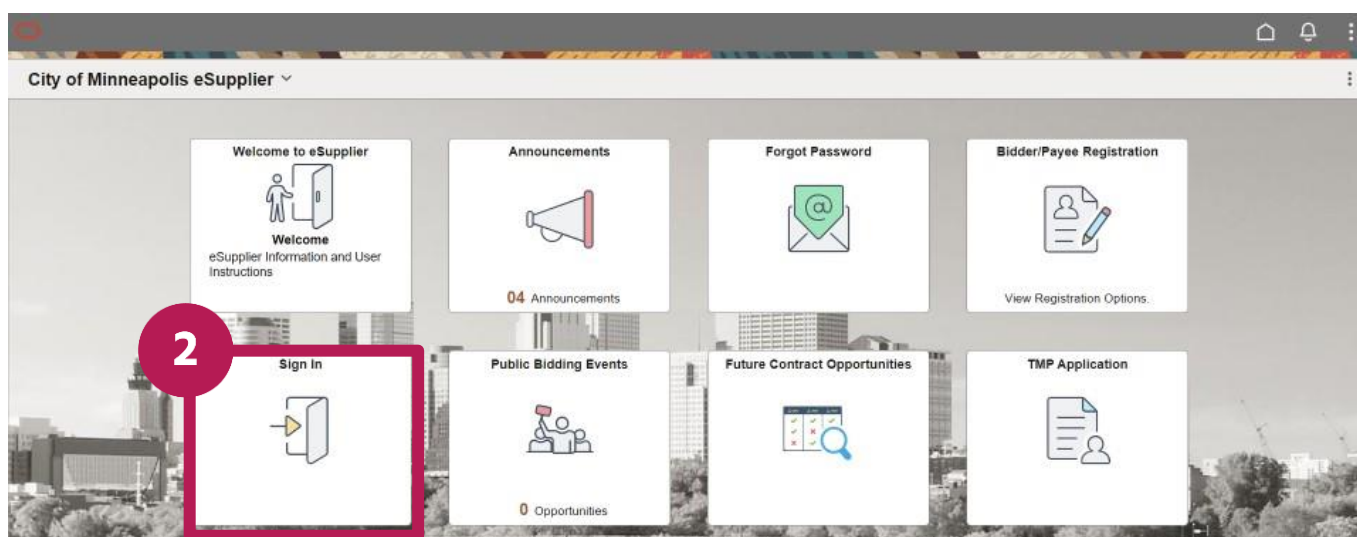 City of Minneapolis eSupplier
Welcome to eSupplier
Welcome
eSupplier Information and User
Instructions
Announcements
04 Announcements
Forgot Password
@
Bidder/Payee Registration
View Registration Options.
2
Sign In
Public Bidding Events
0 Opportunities
Future Contract Opportunities
TMP Application